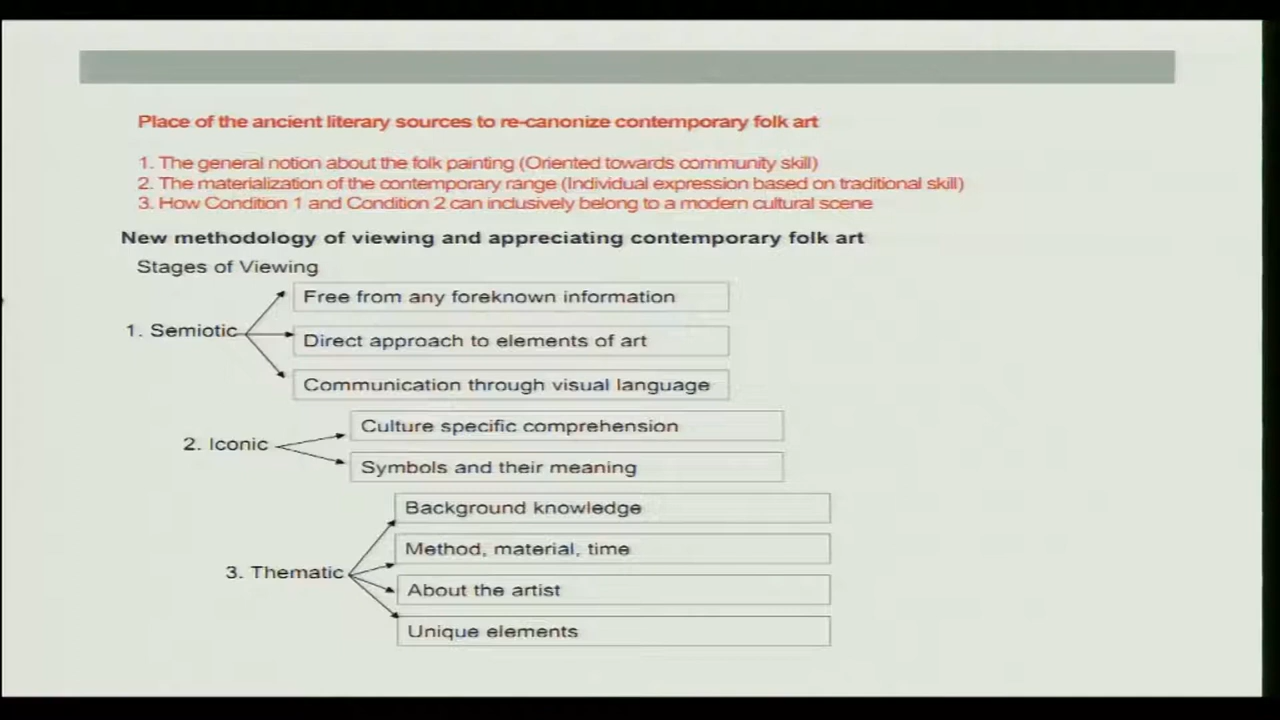 Place of the ancient literary sources to re-canonize contemporary folk art
1. The general notion about the folk painting (Oriented towards community skill)
2. The materialization of the contemporary range (Individual expression based on traditional skill)
3. How Condition 1 and Condition 2 can inclusively belong to a modern cultural scene
New methodology of viewing and appreciating contemporary folk art
Stages of Viewing
1. Semiotic
Free from any foreknown information
Direct approach to elements of art
Communication through visual language
2. Iconic
Culture specific comprehension
Symbols and their meaning
3. Thematic
Background knowledge
Method, material, time
About the artist
Unique elements